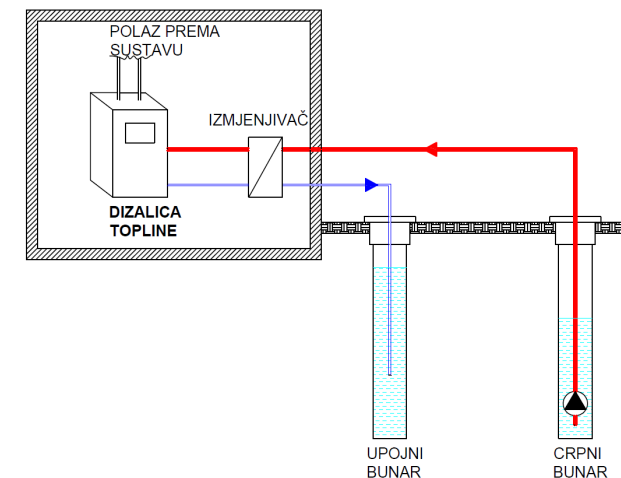 POLAZ PREMA
SUSTAVU
IZMJENJIVAČ
DIZALICA
TOPLINE
UPOJNI
BUNAR
CRPNI
BUNAR